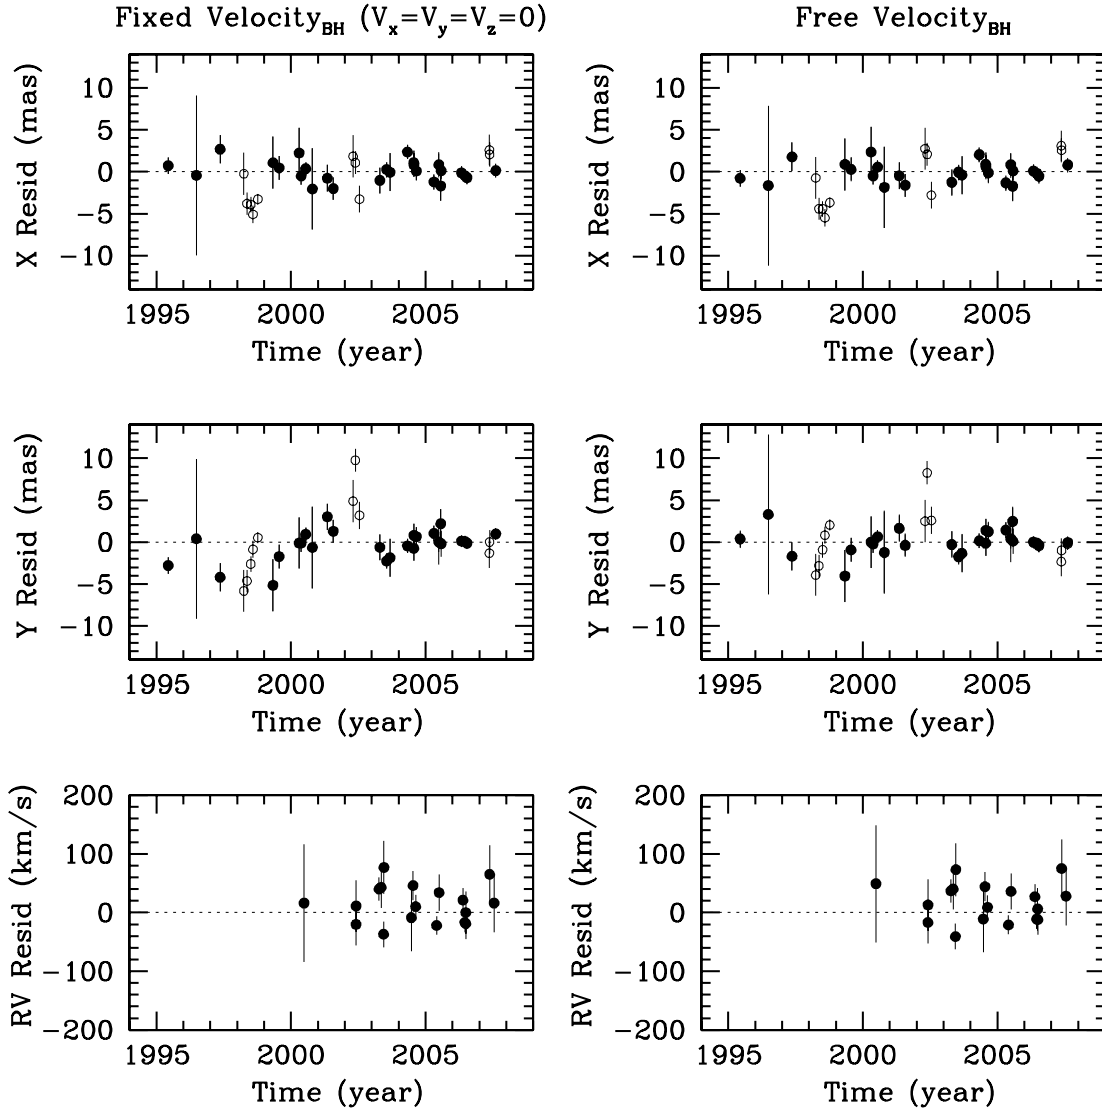 Fixed Velocity_BH (V_x=V_y=V_z=0)
Free Velocity_BH
X Resid (mas)
10
5
0
−5
−10
1995 2000 2005
Time (year)
X Resid (mas)
10
5
0
−5
−10
1995 2000 2005
Time (year)
Y Resid (mas)
10
5
0
−5
−10
1995 2000 2005
Time (year)
Y Resid (mas)
10
5
0
−5
−10
1995 2000 2005
Time (year)
RV Resid (km/s)
200
100
0
−100
−200
1995 2000 2005
Time (year)
RV Resid (km/s)
200
100
0
−100
−200
1995 2000 2005
Time (year)